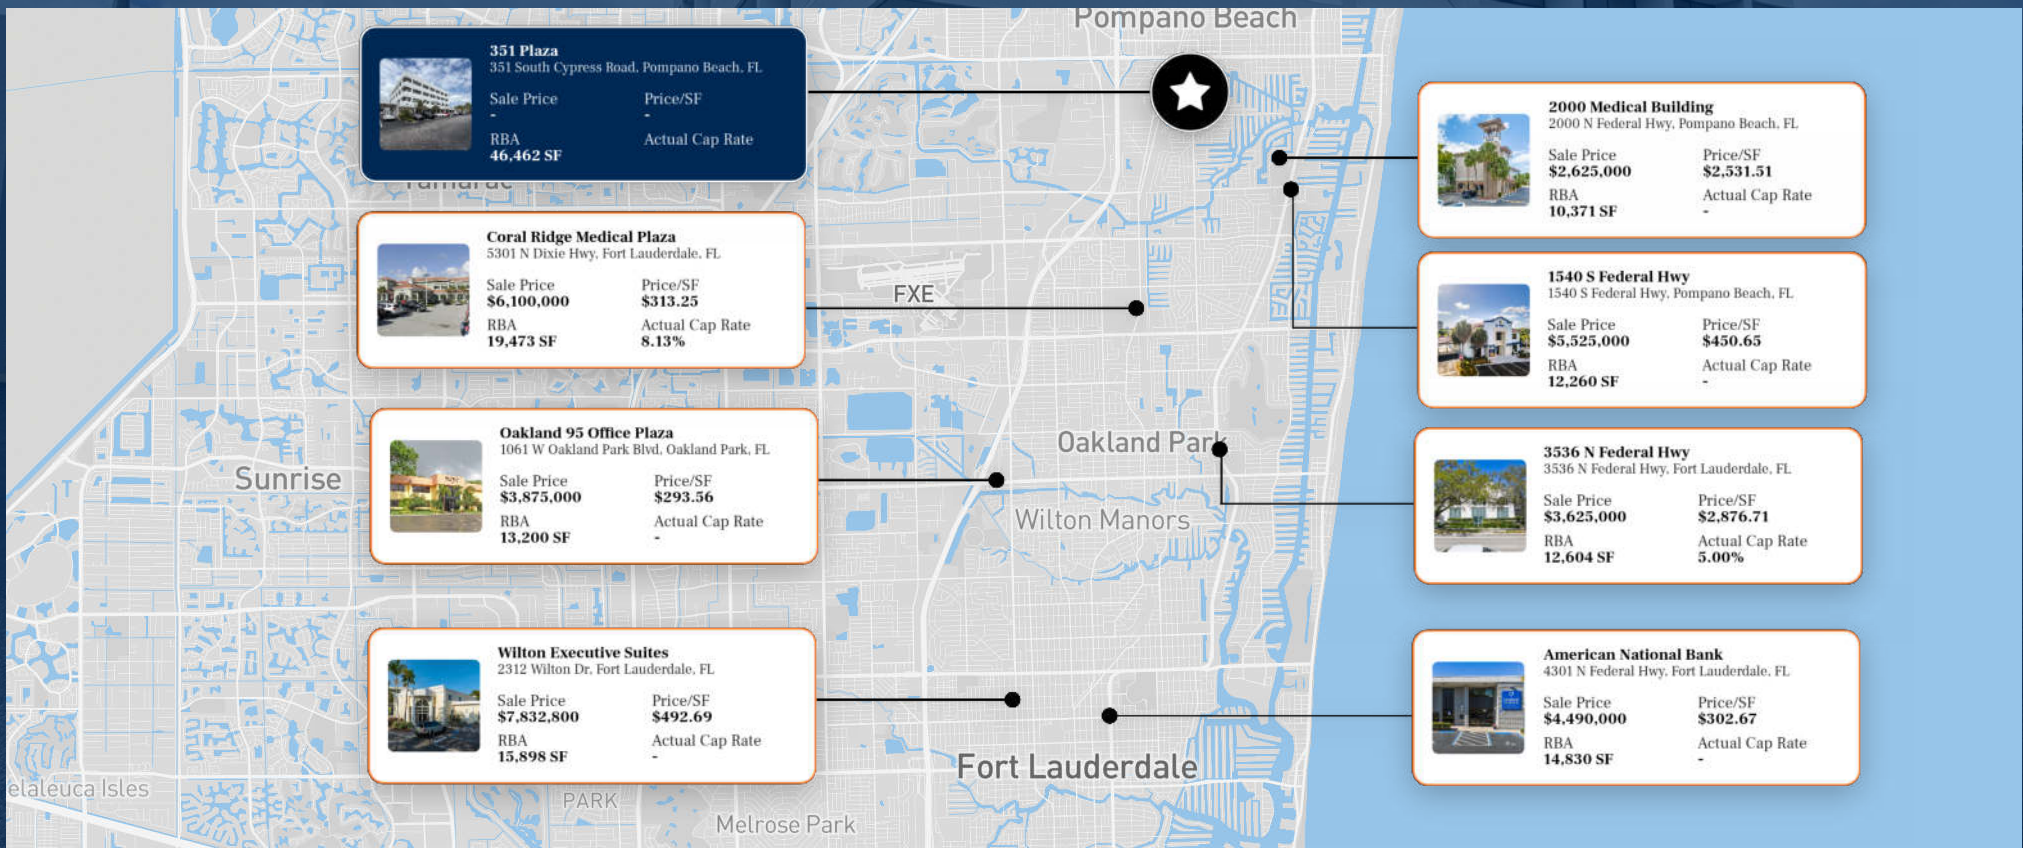 Pompano Beach
351 Plaza
351 South Cypress Road, Pompano Beach, FL
Sale Price Price/SF
- -
RBA Actual Cap Rate
46,462 SF
Tamarac
Coral Ridge Medical Plaza
5301 N Dixie Hwy, Fort Lauderdale, FL
Sale Price Price/SF
$6,100,000 $313.25
RBA Actual Cap Rate
19,473 SF 8.13%
Oakland 95 Office Plaza
1061 W Oakland Park Blvd, Oakland Park, FL
Sale Price Price/SF
$3,875,000 $293.56
RBA Actual Cap Rate
13,200 SF -
Wilton Executive Suites
2312 Wilton Dr, Fort Lauderdale, FL
Sale Price Price/SF
$7,832,800 $492.69
RBA Actual Cap Rate
15,898 SF -
2000 Medical Building
2000 N Federal Hwy, Pompano Beach, FL
Sale Price Price/SF
$2,625,000 $2,531.51
RBA Actual Cap Rate
10,371 SF -
1540 S Federal Hwy
1540 S Federal Hwy, Pompano Beach, FL
Sale Price Price/SF
$5,525,000 $450.65
RBA Actual Cap Rate
12,260 SF -
3536 N Federal Hwy
3536 N Federal Hwy, Fort Lauderdale, FL
Sale Price Price/SF
$3,625,000 $2,876.71
RBA Actual Cap Rate
12,604 SF 5.00%
American National Bank
4301 N Federal Hwy, Fort Lauderdale, FL
Sale Price Price/SF
$4,490,000 $302.67
RBA Actual Cap Rate
14,830 SF -
FXE
Oakland Park
Sunrise
Wilton Manors
Fort Lauderdale
elaleuca Isles
PARK
Melrose Park